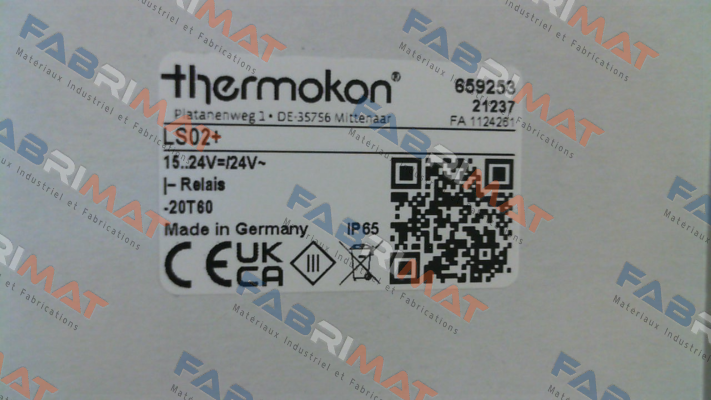 thermokon®
Platanenweg 1 • DE-35756 Mittenaar
659253
21237
FA 1124261
LS02+
15..24V=/24V~
|– Relais
-20T60
Made in Germany
IP65
CE UK CA
III
FABRIMAT
Materiaux Industriel et Fabrications